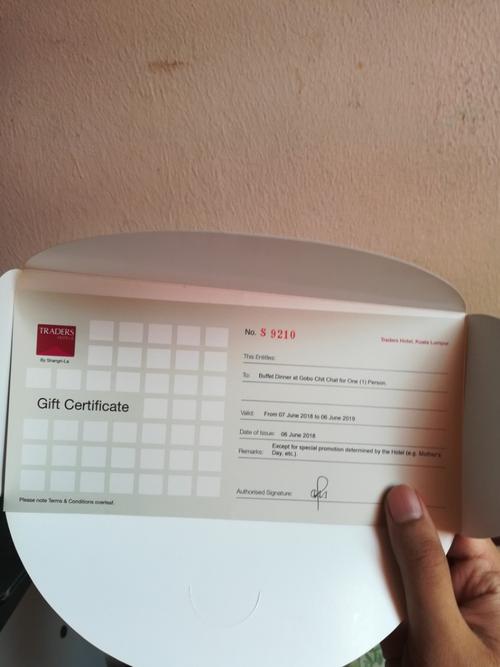 TRADERS
HOTELS
By Shangri-La
Gift Certificate
Please note Terms & Conditions overleaf.
No. S 9210
Traders Hotel, Kuala Lumpur
This Entitles:
To: Buffet Dinner at Gobo Chit Chat for One (1) Person.
Valid: From 07 June 2018 to 06 June 2019
Date of Issue: 06 June 2018
Remarks: Except for special promotion determined by the Hotel (e.g. Mother's
Day, etc.).
Authorised Signature: